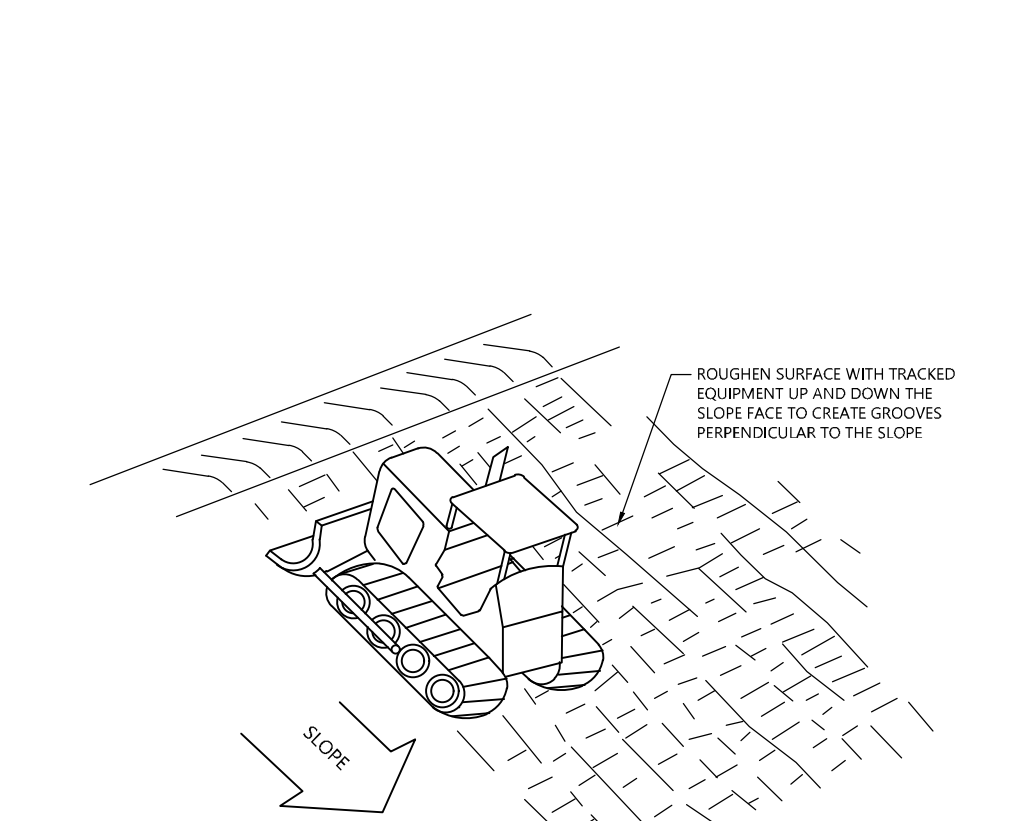 ROUGHEN SURFACE WITH TRACKED
EQUIPMENT UP AND DOWN THE
SLOPE FACE TO CREATE GROOVES
PERPENDICULAR TO THE SLOPE
SLOPE